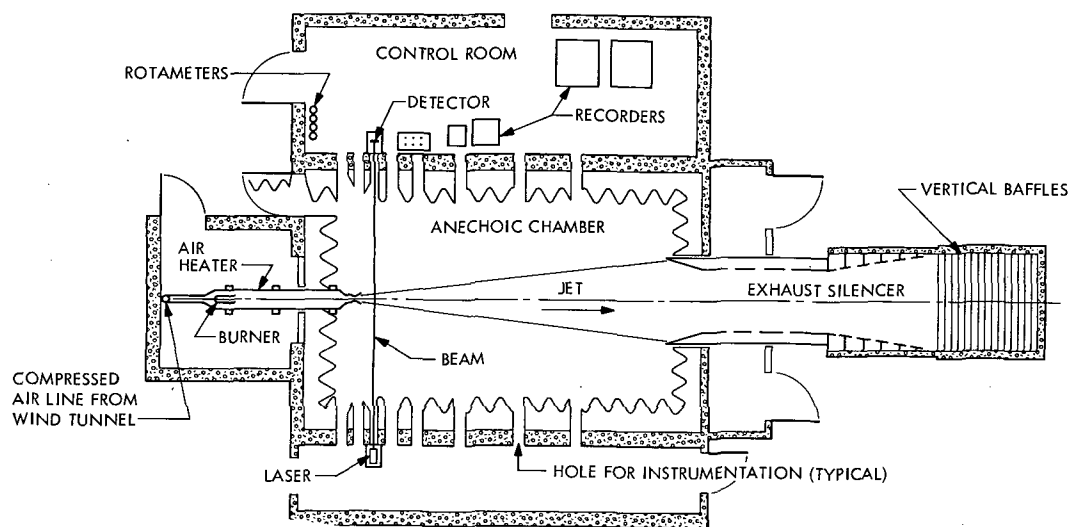 CONTROL ROOM
ROTAMETERS
DETECTOR
RECORDERS
VERTICAL BAFFLES
ANECHOIC CHAMBER
AIR
HEATER
JET
EXHAUST SILENCER
BURNER
BEAM
COMPRESSED
AIR LINE FROM
WIND TUNNEL
LASER
HOLE FOR INSTRUMENTATION (TYPICAL)